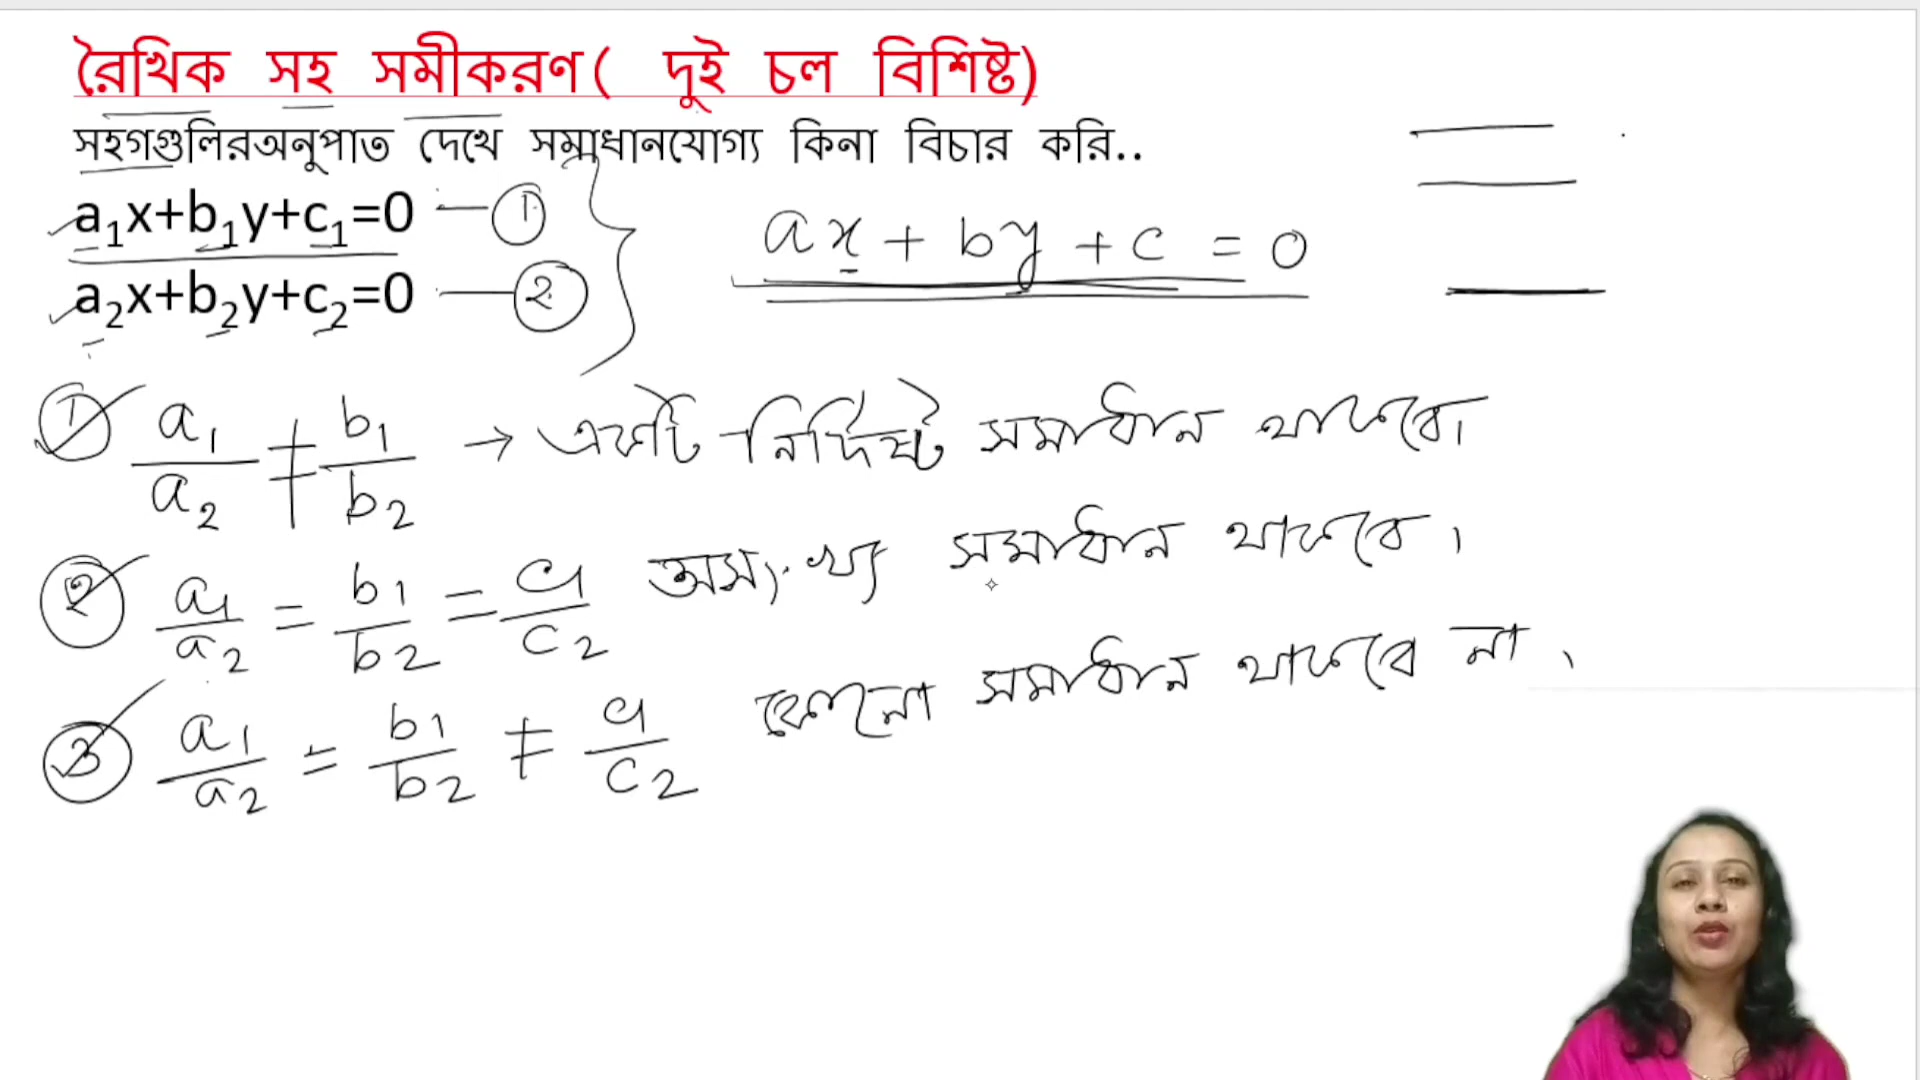 রৈখিক সহ সমীকরণ( দুই চল বিশিষ্ট)
সহগগুলিরঅনুপাত দেখে সমাধানযোগ্য কিনা বিচার করি..
a₁x+b₁y+c₁=0 — ①
a₂x+b₂y+c₂=0 — ②
ax + by + c = 0
① a₁/a₂ ≠ b₁/b₂ → একটি নির্দিষ্ট সমাধান থাকবে।
② a₁/a₂ = b₁/b₂ = c₁/c₂ অসংখ্য সমাধান থাকবে।
③ a₁/a₂ = b₁/b₂ ≠ c₁/c₂ কোনো সমাধান থাকবে না।